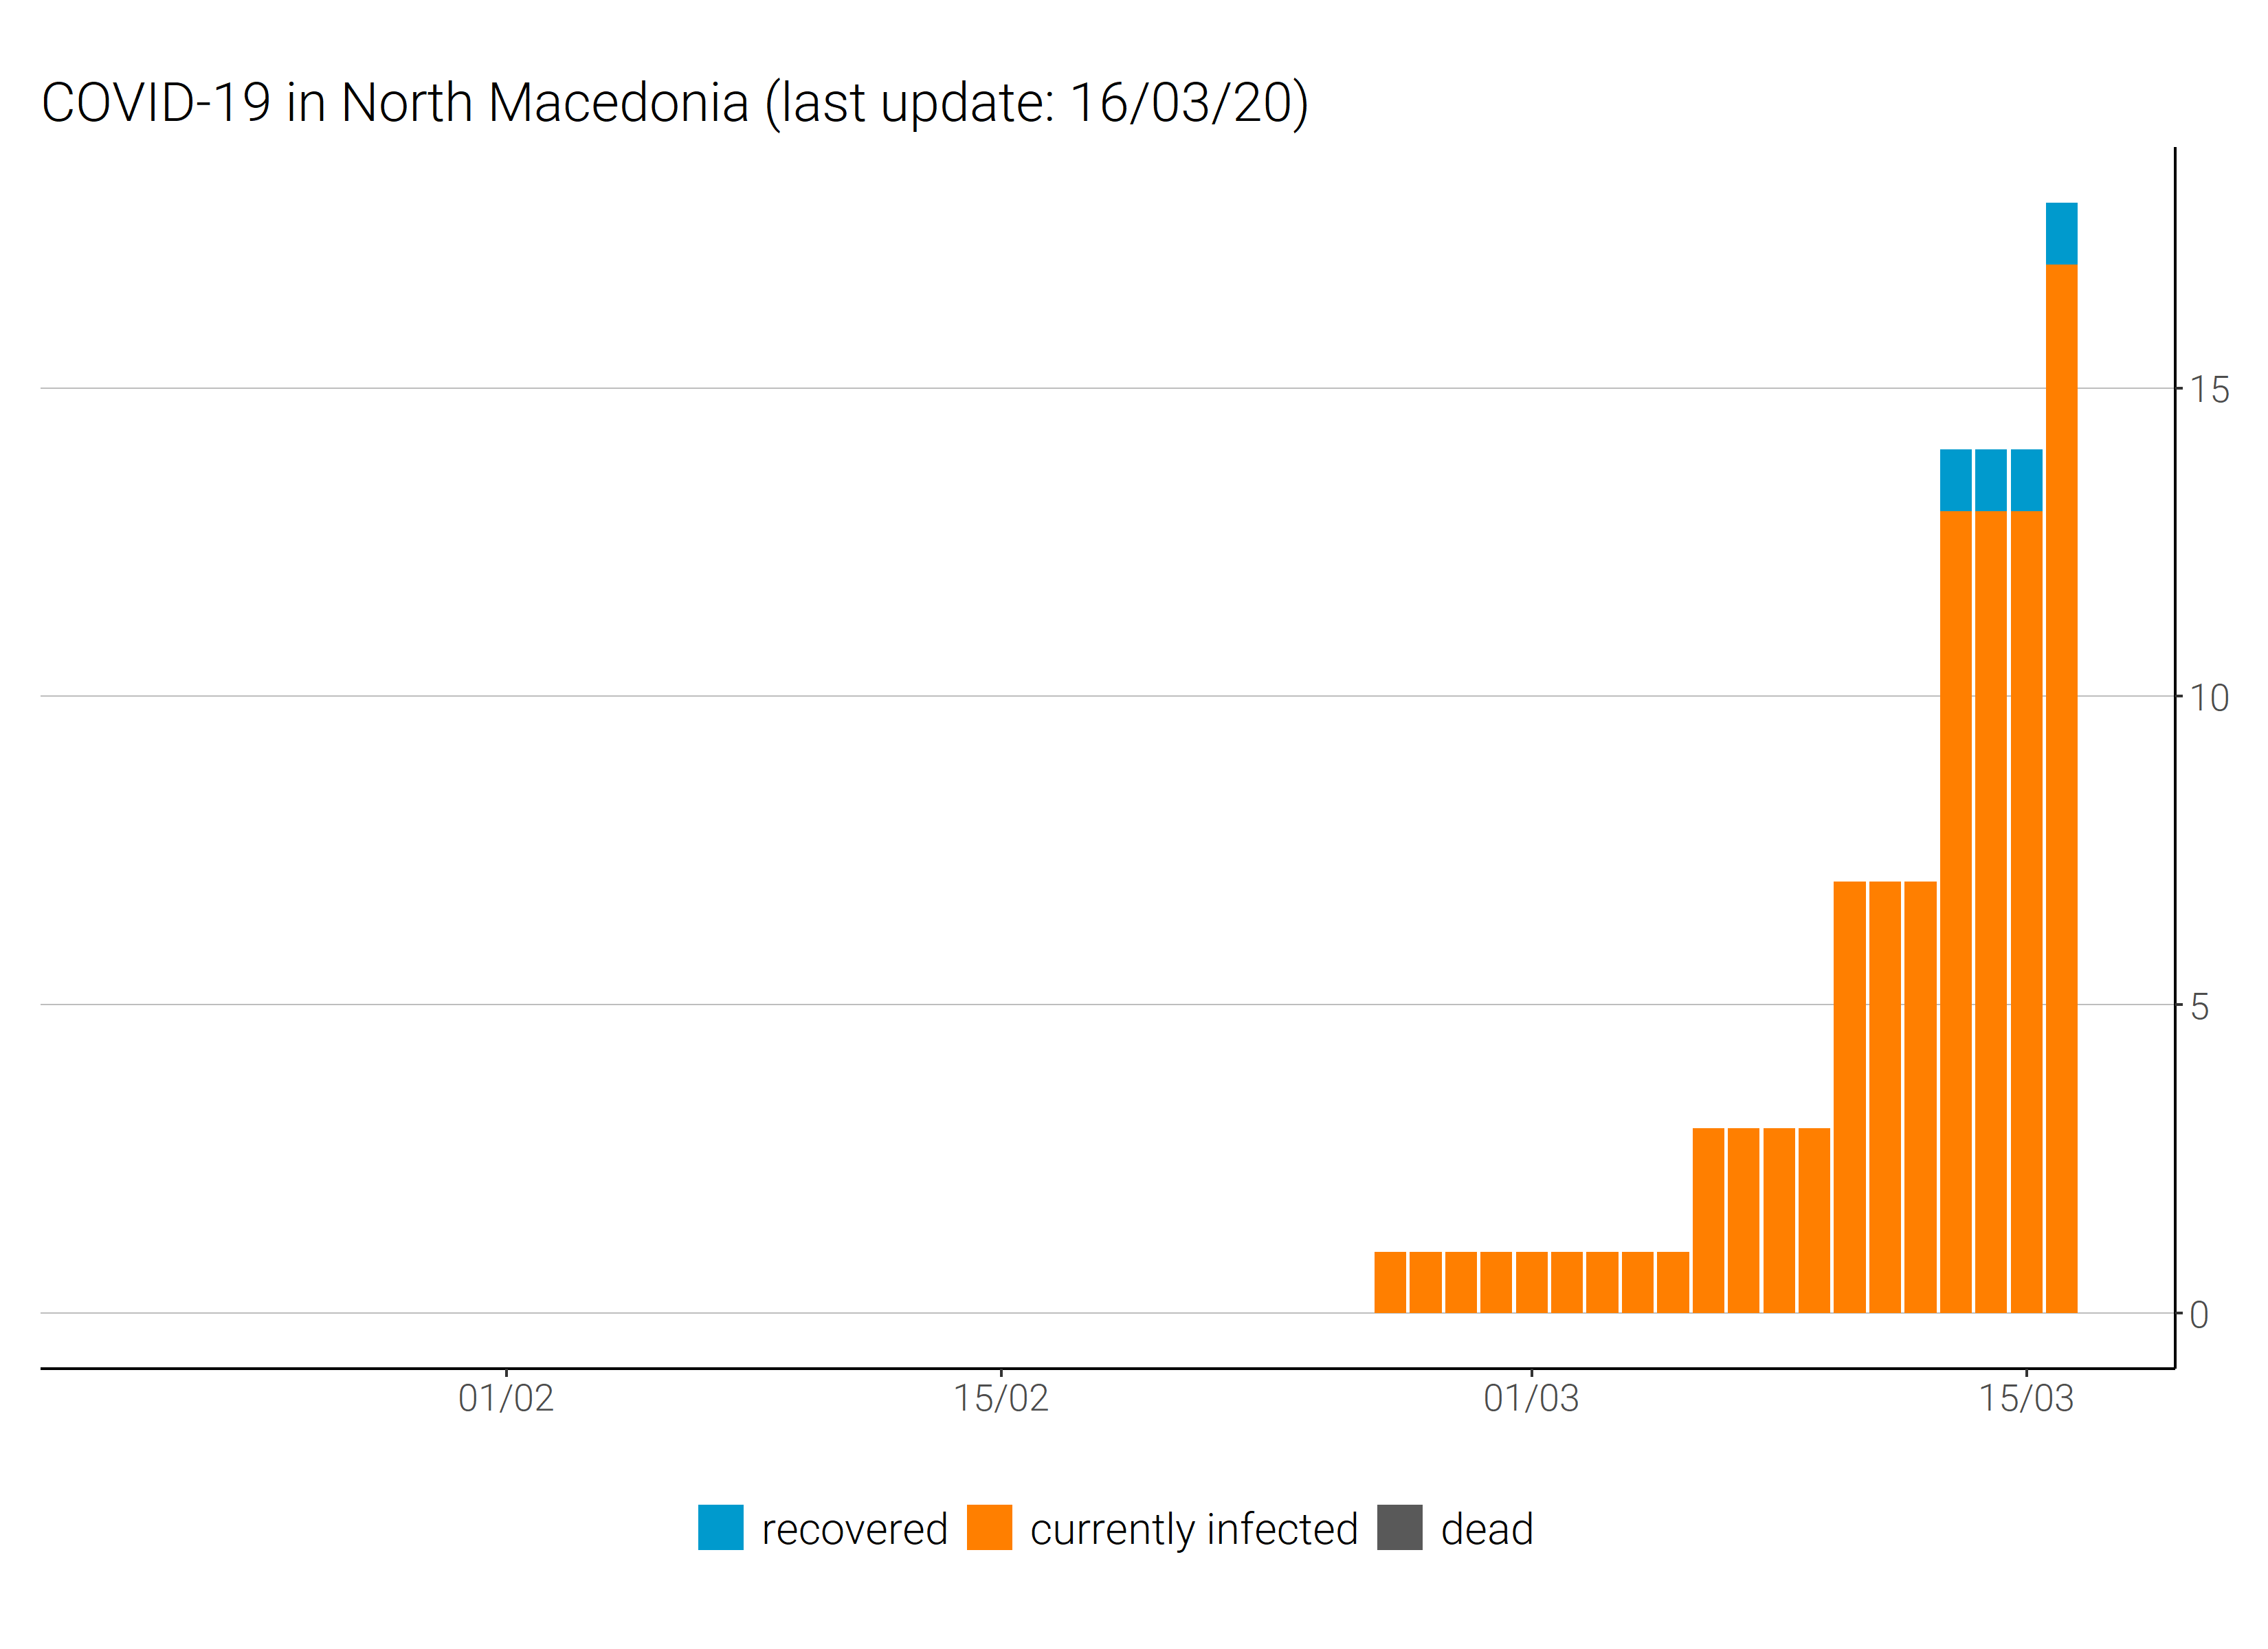 COVID-19 in North Macedonia (last update: 16/03/20)
15
10
5
0
01/02 15/02 01/03 15/03
recovered currently infected dead